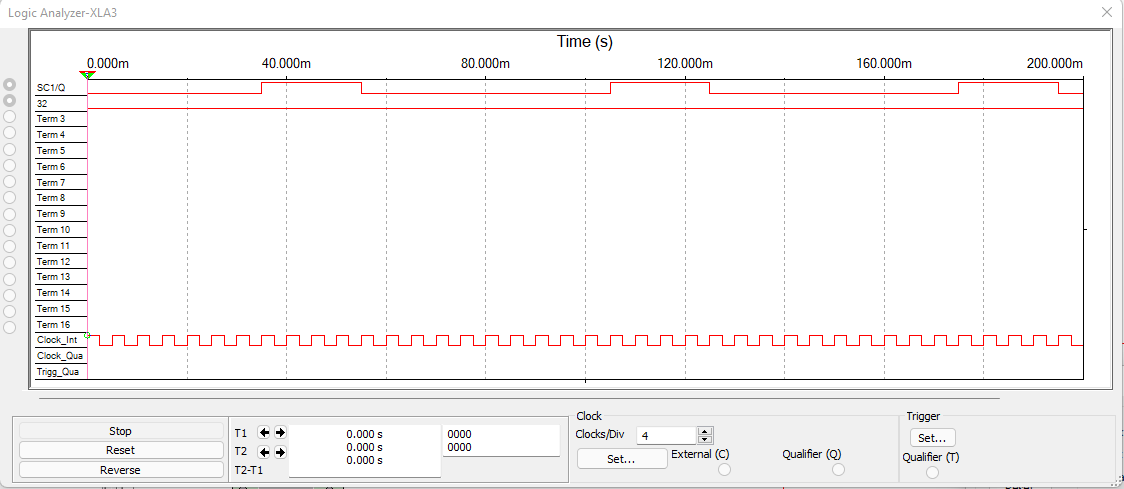 Logic Analyzer-XLA3
Time (s)
0.000m 40.000m 80.000m 120.000m 160.000m 200.000m
SC1/Q
32
Term 3
Term 4
Term 5
Term 6
Term 7
Term 8
Term 9
Term 10
Term 11
Term 12
Term 13
Term 14
Term 15
Term 16
Clock_Int
Clock_Qua
Trigg_Qua
Stop
Reset
Reverse
T1
T2
T2-T1
0.000 s
0.000 s
0.000 s
0000
0000
Clock
Clocks/Div 4
Set...
External (C)
Qualifier (Q)
Trigger
Set...
Qualifier (T)